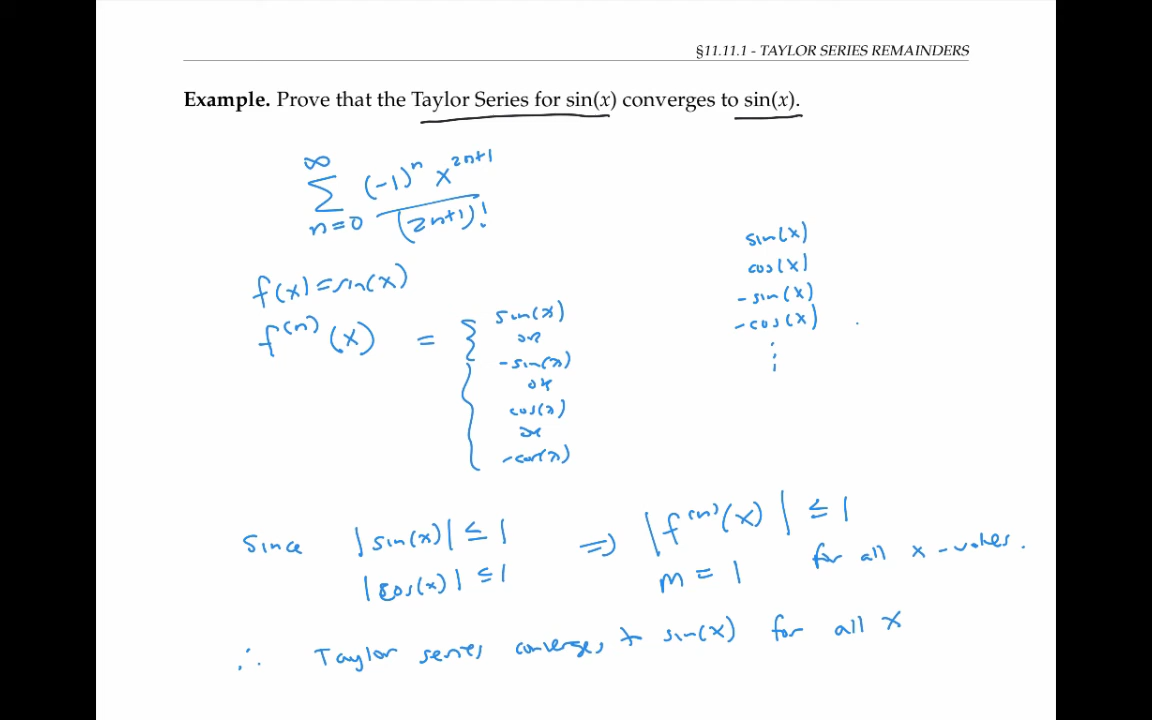 §11.11.1 - TAYLOR SERIES REMAINDERS
Example. Prove that the Taylor Series for sin(x) converges to sin(x).
∞
∑ (-1)^n x^{2n+1}
n=0 (2n+1)!
sin(x)
cos(x)
-sin(x)
-cos(x)
⋮
f(x)=sin(x)
f^{(n)}(x) = {
sin(x)
or
-sin(x)
or
cos(x)
or
-cos(x)
Since |sin(x)| ≤ 1 ⇒ |f^{(n)}(x)| ≤ 1
|cos(x)| ≤ 1 M = 1 for all x-values.
∴ Taylor series converges to sin(x) for all x